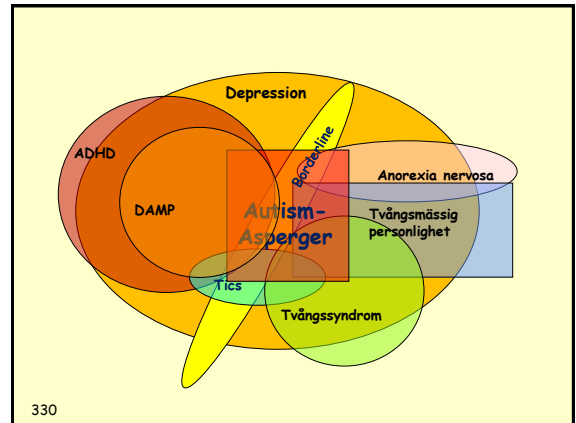 Depression
Borderline
ADHD
Anorexia nervosa
DAMP
Autism-
Asperger
Tvångsmässig
personlighet
Tics
Tvångssyndrom
330